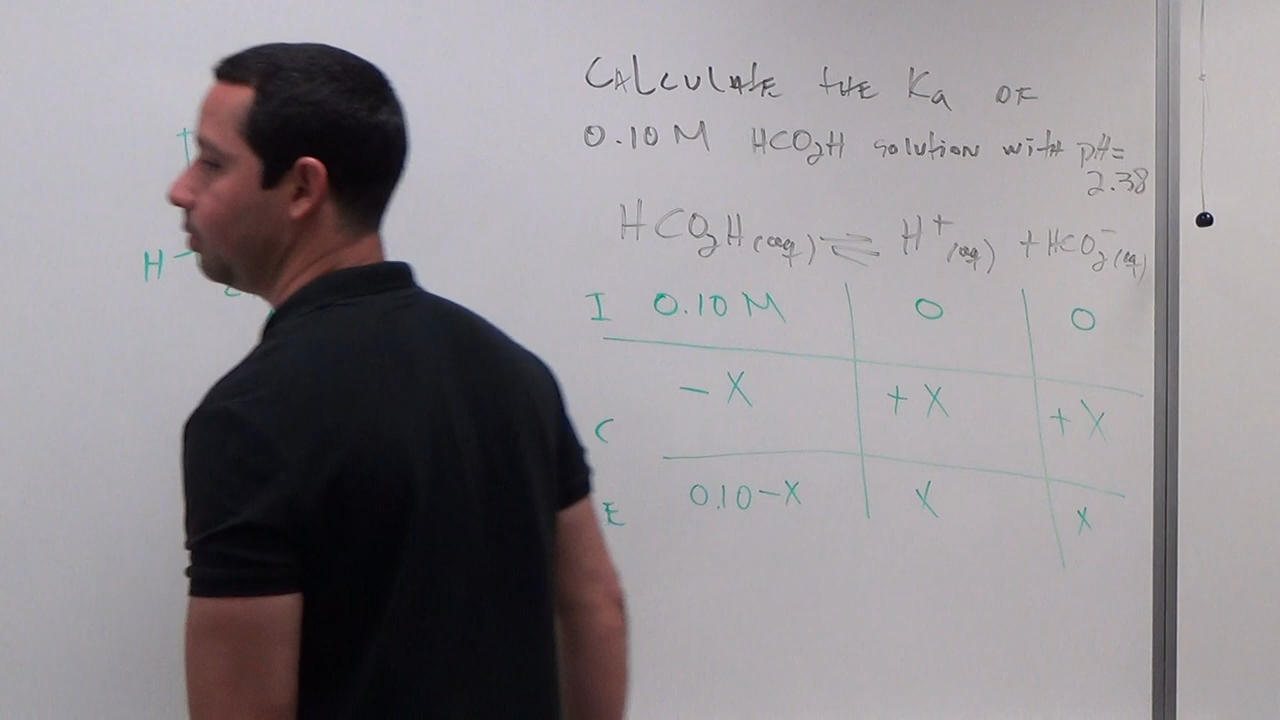 CALCULATE THE Ka OF
0.10 M HCO2H solution with pH=
2.38
HCO2H(aq) ⇌ H+(aq) + HCO2-(aq)
I 0.10 M 0 0
C -X +X +X
E 0.10-X X X
H